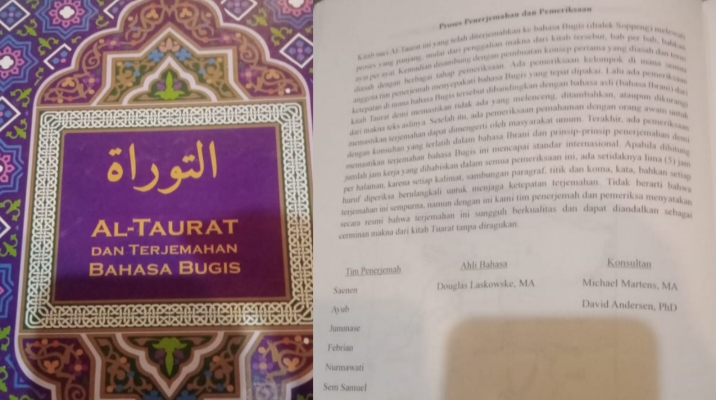 التوراة
AL-TAURAT
DAN TERJEMAHAN
BAHASA BUGIS
Proses Penerjemahan dan Pemeriksaan
Kitab suci Al-Taurat ini yang telah diterjemahkan ke bahasa Bugis (dialek Soppeng) melewati
proses yang panjang, mulai dari penggalian makna dari kitab tersebut, bab per bab, bahkan
ayat per ayat. Kemudian disambung dengan pembuatan konsep pertama yang diasah dan terus
diasah dengan berbagai tahap pemeriksaan. Ada pemeriksaan kelompok di mana semua
anggota tim penerjemah menyepakati bahasa Bugis yang tepat dipakai. Lalu ada pemeriksaan
ketepatan di mana bahasa Bugis tersebut dibandingkan dengan bahasa asli (bahasa Ibrani) dari
kitab Taurat demi memastikan tidak ada yang melenceng, ditambahkan, ataupun dikurangi
dari makna teks aslinya. Setelah itu, ada pemeriksaan pemahaman dengan orang awam untuk
memastikan terjemahan dapat dimengerti oleh masyarakat umum. Terakhir, ada pemeriksaan
dengan konsultan yang terlatih dalam bahasa Ibrani dan prinsip-prinsip penerjemahan demi
memastikan terjemahan bahasa Bugis ini mencapai standar internasional. Apabila dihitung
jumlah jam kerja yang dihabiskan dalam semua pemeriksaan ini, ada setidaknya lima (5) jam
per halaman, karena setiap kalimat, sambungan paragraf, titik dan koma, kata, bahkan setiap
huruf diperiksa berulangkali untuk menjaga ketepatan terjemahan. Tidak berarti bahwa
terjemahan ini sempurna, namun dengan ini kami tim penerjemah dan pemeriksa menyatakan
secara resmi bahwa terjemahan ini sungguh berkualitas dan dapat diandalkan sebagai
cerminan makna dari kitab Taurat tanpa diragukan.
Tim Penerjemah Ahli Bahasa Konsultan
Saenen Douglas Laskowske, MA Michael Martens, MA
Ayub David Andersen, PhD
Jummase
Febrian
Nurmawati
Sem Samuel